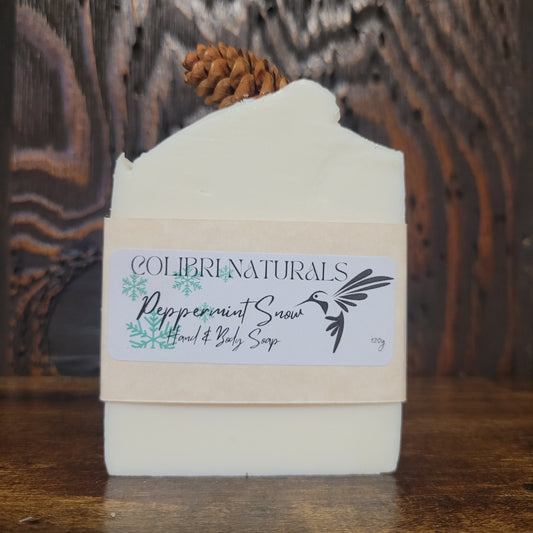 COLIBRI NATURALS
Peppermint Snow
Hand & Body Soap
120g